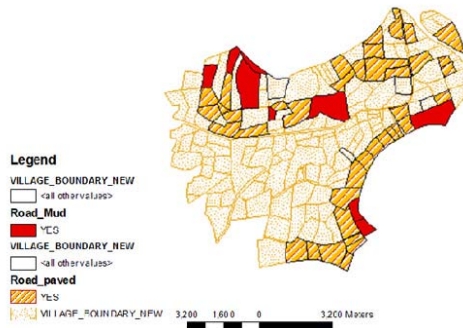 Legend
VILLAGE_BOUNDARY_NEW
<all other values>
Road_Mud
YES
VILLAGE_BOUNDARY_NEW
<all other values>
Road_paved
YES
VILLAGE_BOUNDARY_NEW
3,200 1,600 0 3,200 Meters